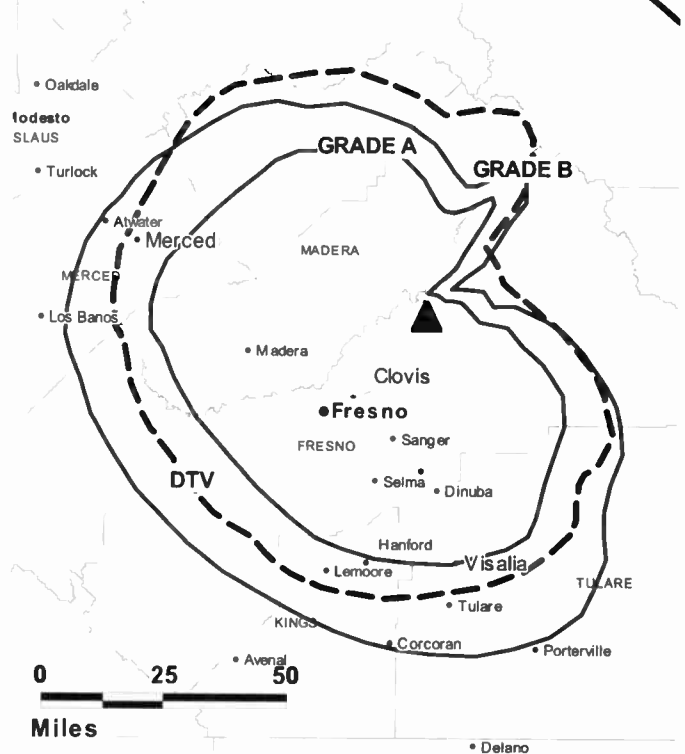 Oakdale
Modesto
SLAUS
Turlock
GRADE A
GRADE B
Atwater
Merced
MADERA
MERCED
Los Banos
Madera
Clovis
Fresno
FRESNO
Sanger
DTV
Selma
Dinuba
Hanford
Lemoore
Visalia
TULARE
Tulare
KINGS
Corcoran
Porterville
Avenal
0 25 50
Miles
Delano